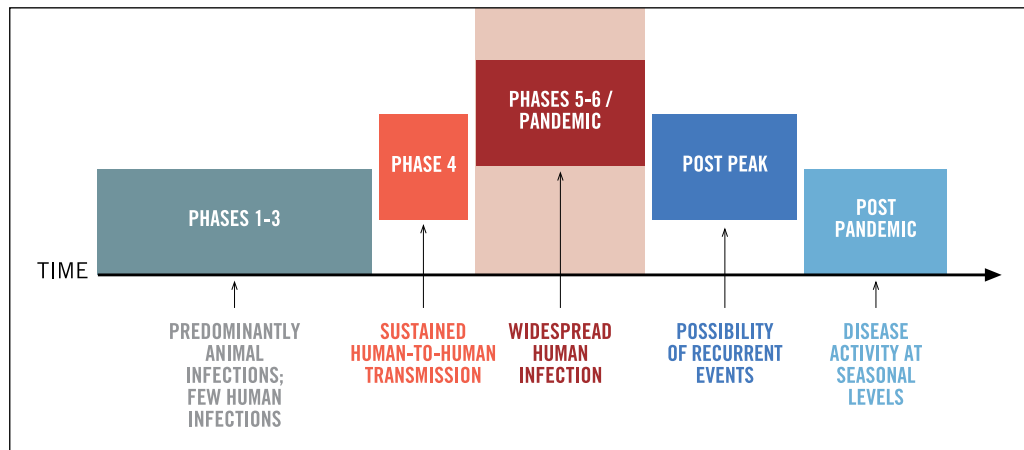 PHASES 5-6 /
PANDEMIC
PHASE 4
POST PEAK
PHASES 1-3
POST
PANDEMIC
TIME
PREDOMINANTLY
ANIMAL
INFECTIONS;
FEW HUMAN
INFECTIONS
SUSTAINED
HUMAN-TO-HUMAN
TRANSMISSION
WIDESPREAD
HUMAN
INFECTION
POSSIBILITY
OF RECURRENT
EVENTS
DISEASE
ACTIVITY AT
SEASONAL
LEVELS